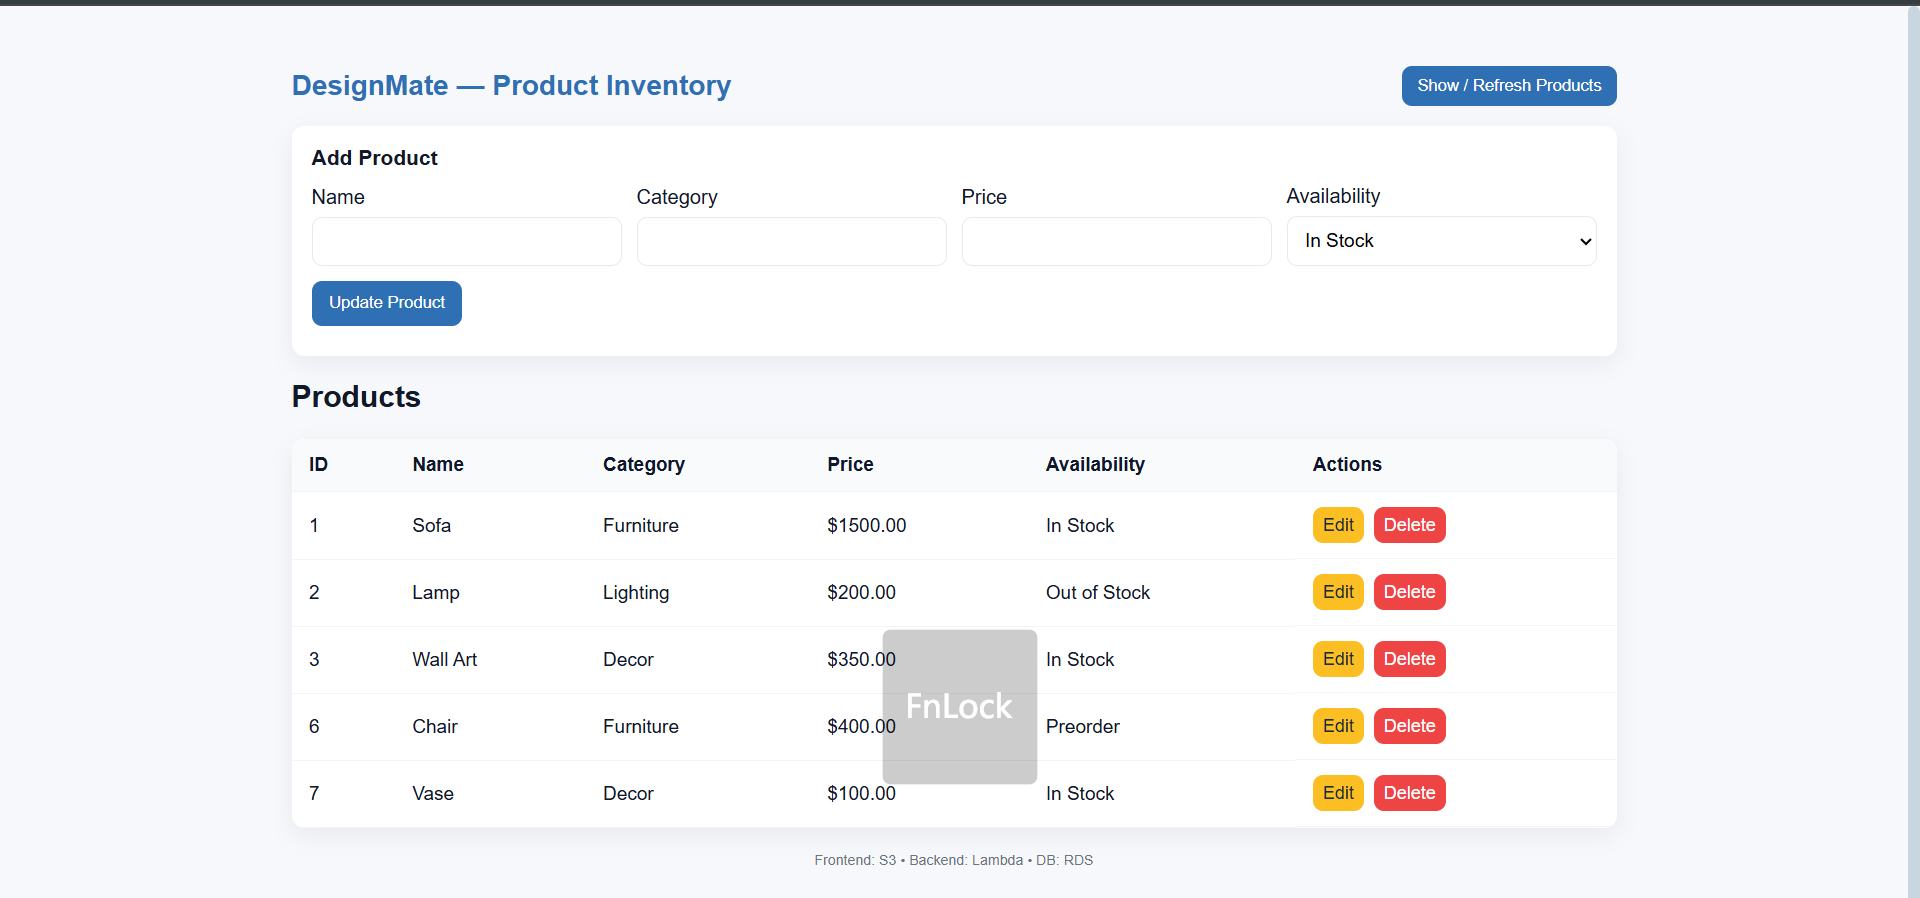 DesignMate — Product Inventory
Show / Refresh Products
Add Product
Name Category Price Availability
In Stock
Update Product
Products
ID Name Category Price Availability Actions
1 Sofa Furniture $1500.00 In Stock Edit Delete
2 Lamp Lighting $200.00 Out of Stock Edit Delete
3 Wall Art Decor $350.00 In Stock Edit Delete
FnLock
6 Chair Furniture $400.00 Preorder Edit Delete
7 Vase Decor $100.00 In Stock Edit Delete
Frontend: S3 • Backend: Lambda • DB: RDS